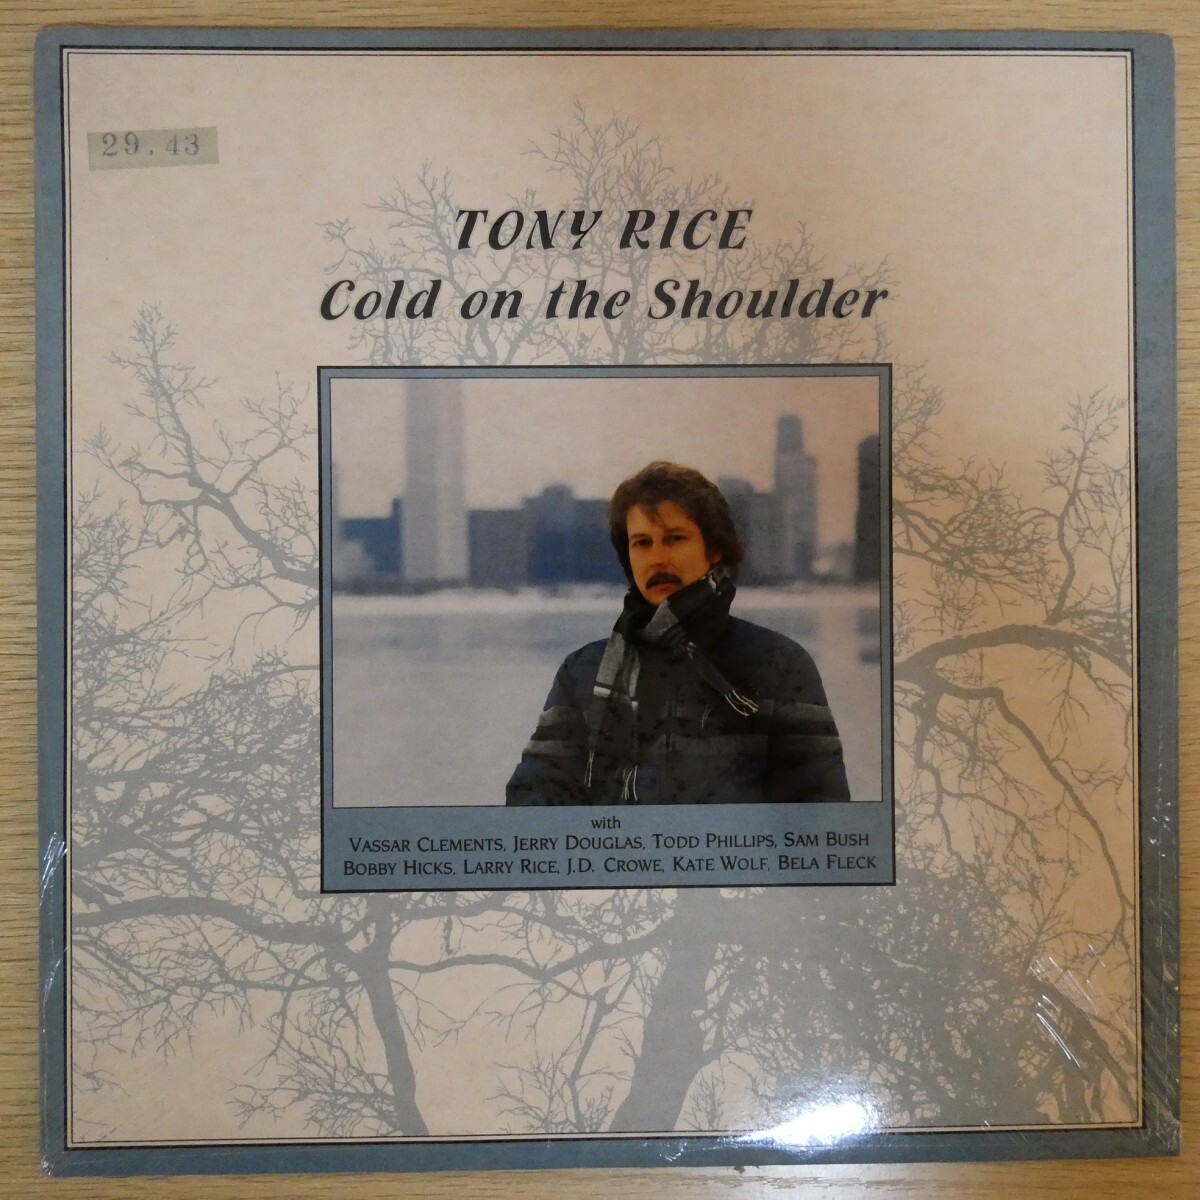 29.43
TONY RICE
Cold on the Shoulder
with
VASSAR CLEMENTS, JERRY DOUGLAS, TODD PHILLIPS, SAM BUSH
BOBBY HICKS, LARRY RICE, J.D. CROWE, KATE WOLF, BELA FLECK